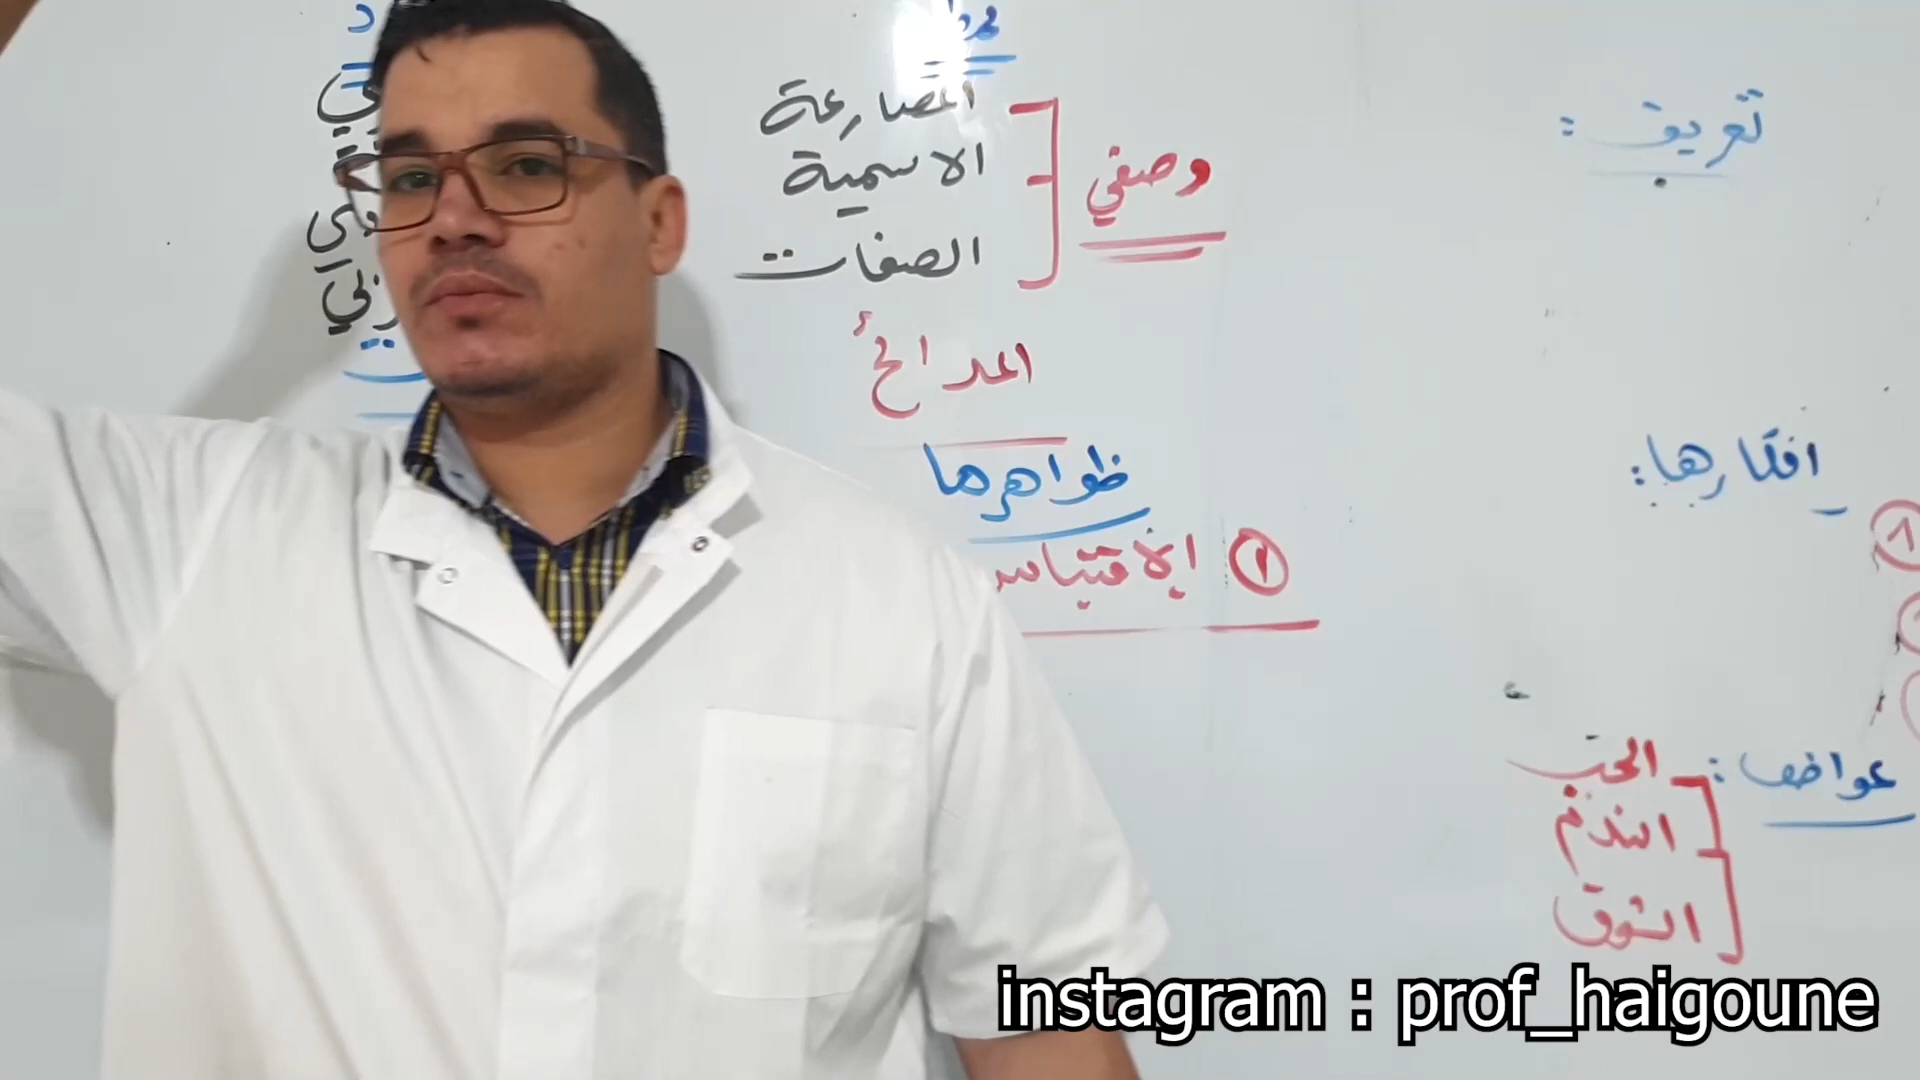 تعريف :
افكارها :
عواطف :
الحب
الندم
الشوق
وصفي
المضارعة
الاسمية
الصفات
المدائح
ظواهرها
① الاقتباس
instagram : prof_haigoune